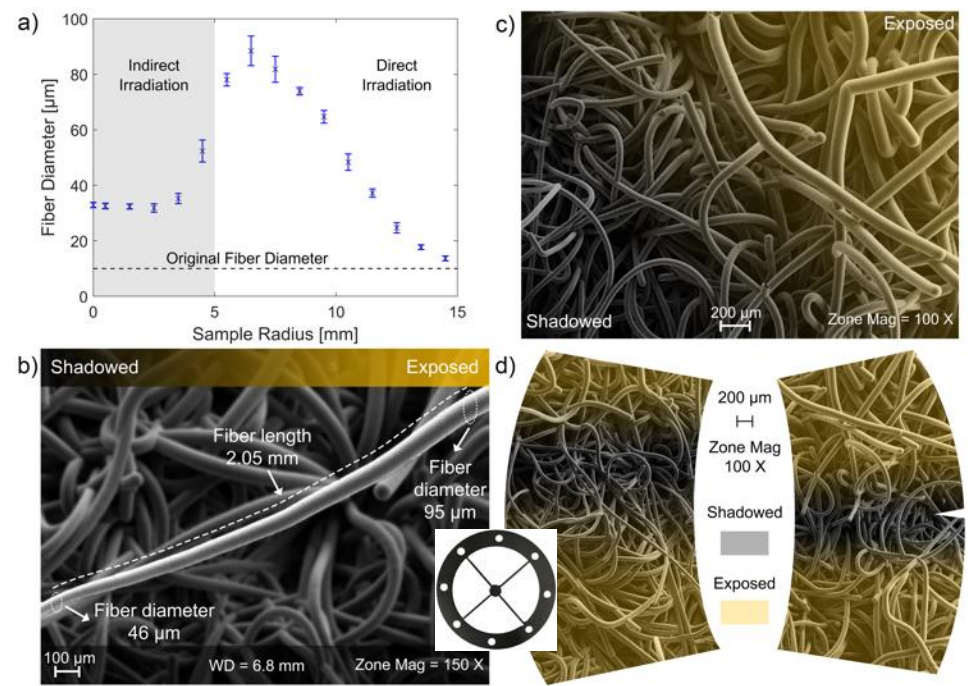 a)
100
80
60
40
20
0
Fiber Diameter [µm]
Indirect
Irradiation
Direct
Irradiation
Original Fiber Diameter
0
5
10
15
Sample Radius [mm]
c)
Exposed
Shadowed
200 µm
Zone Mag = 100 X
b)
Shadowed
Exposed
Fiber length
2.05 mm
Fiber
diameter
95 µm
Fiber diameter
46 µm
100 µm
WD = 6.8 mm
Zone Mag = 150 X
d)
200 µm
Zone Mag
100 X
Shadowed
Exposed